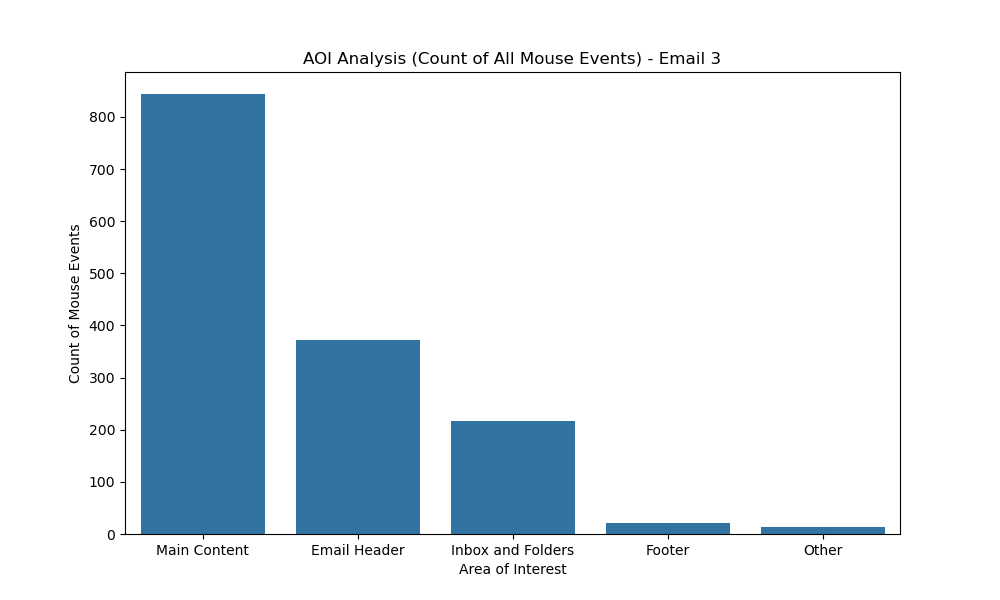 AOI Analysis (Count of All Mouse Events) - Email 3
Count of Mouse Events
800
700
600
500
400
300
200
100
0
Main Content
Email Header
Inbox and Folders
Footer
Other
Area of Interest